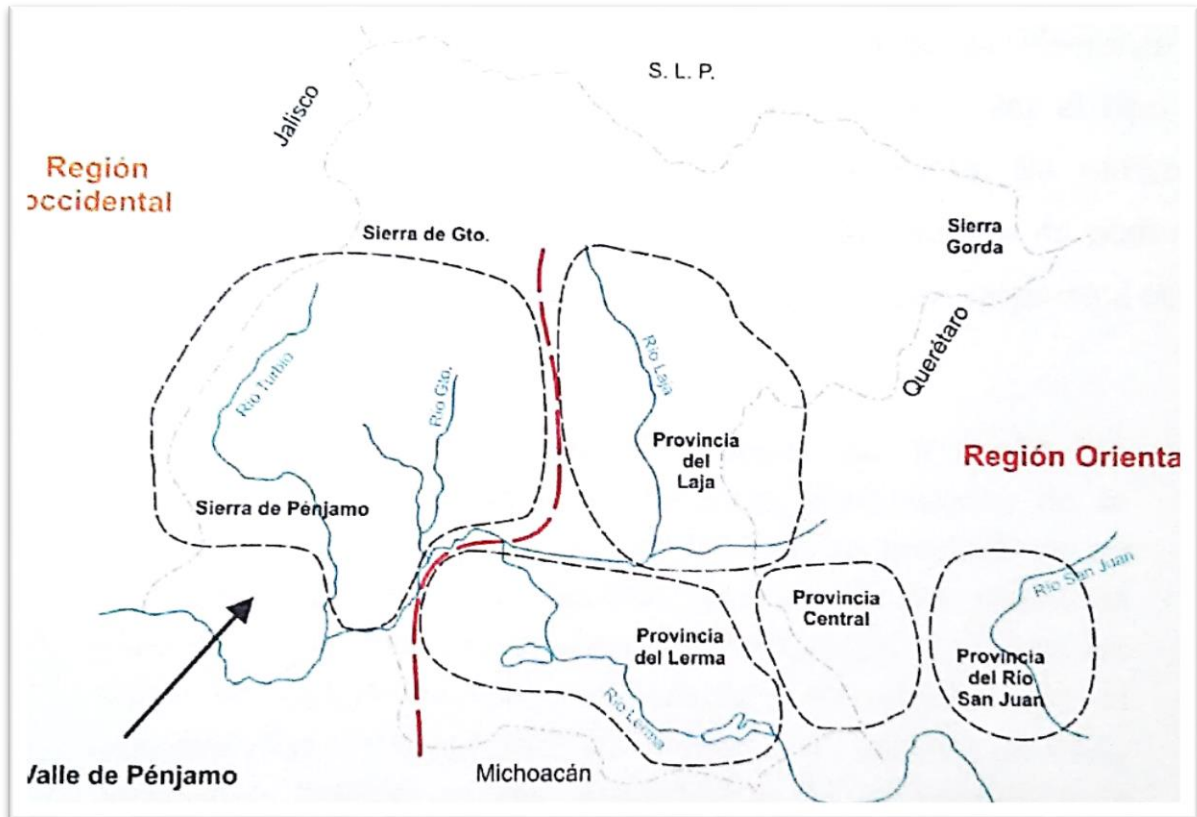 S. L. P.
Jalisco
Región
occidental
Sierra de Gto.
Sierra
Gorda
Querétaro
Río Turbio
Río Gto.
Río Laja
Provincia
del
Laja
Región Orienta
Sierra de Pénjamo
Río San Juan
Provincia
Central
Provincia
del Lerma
Provincia
del Río
San Juan
Río Lerma
Valle de Pénjamo
Michoacán